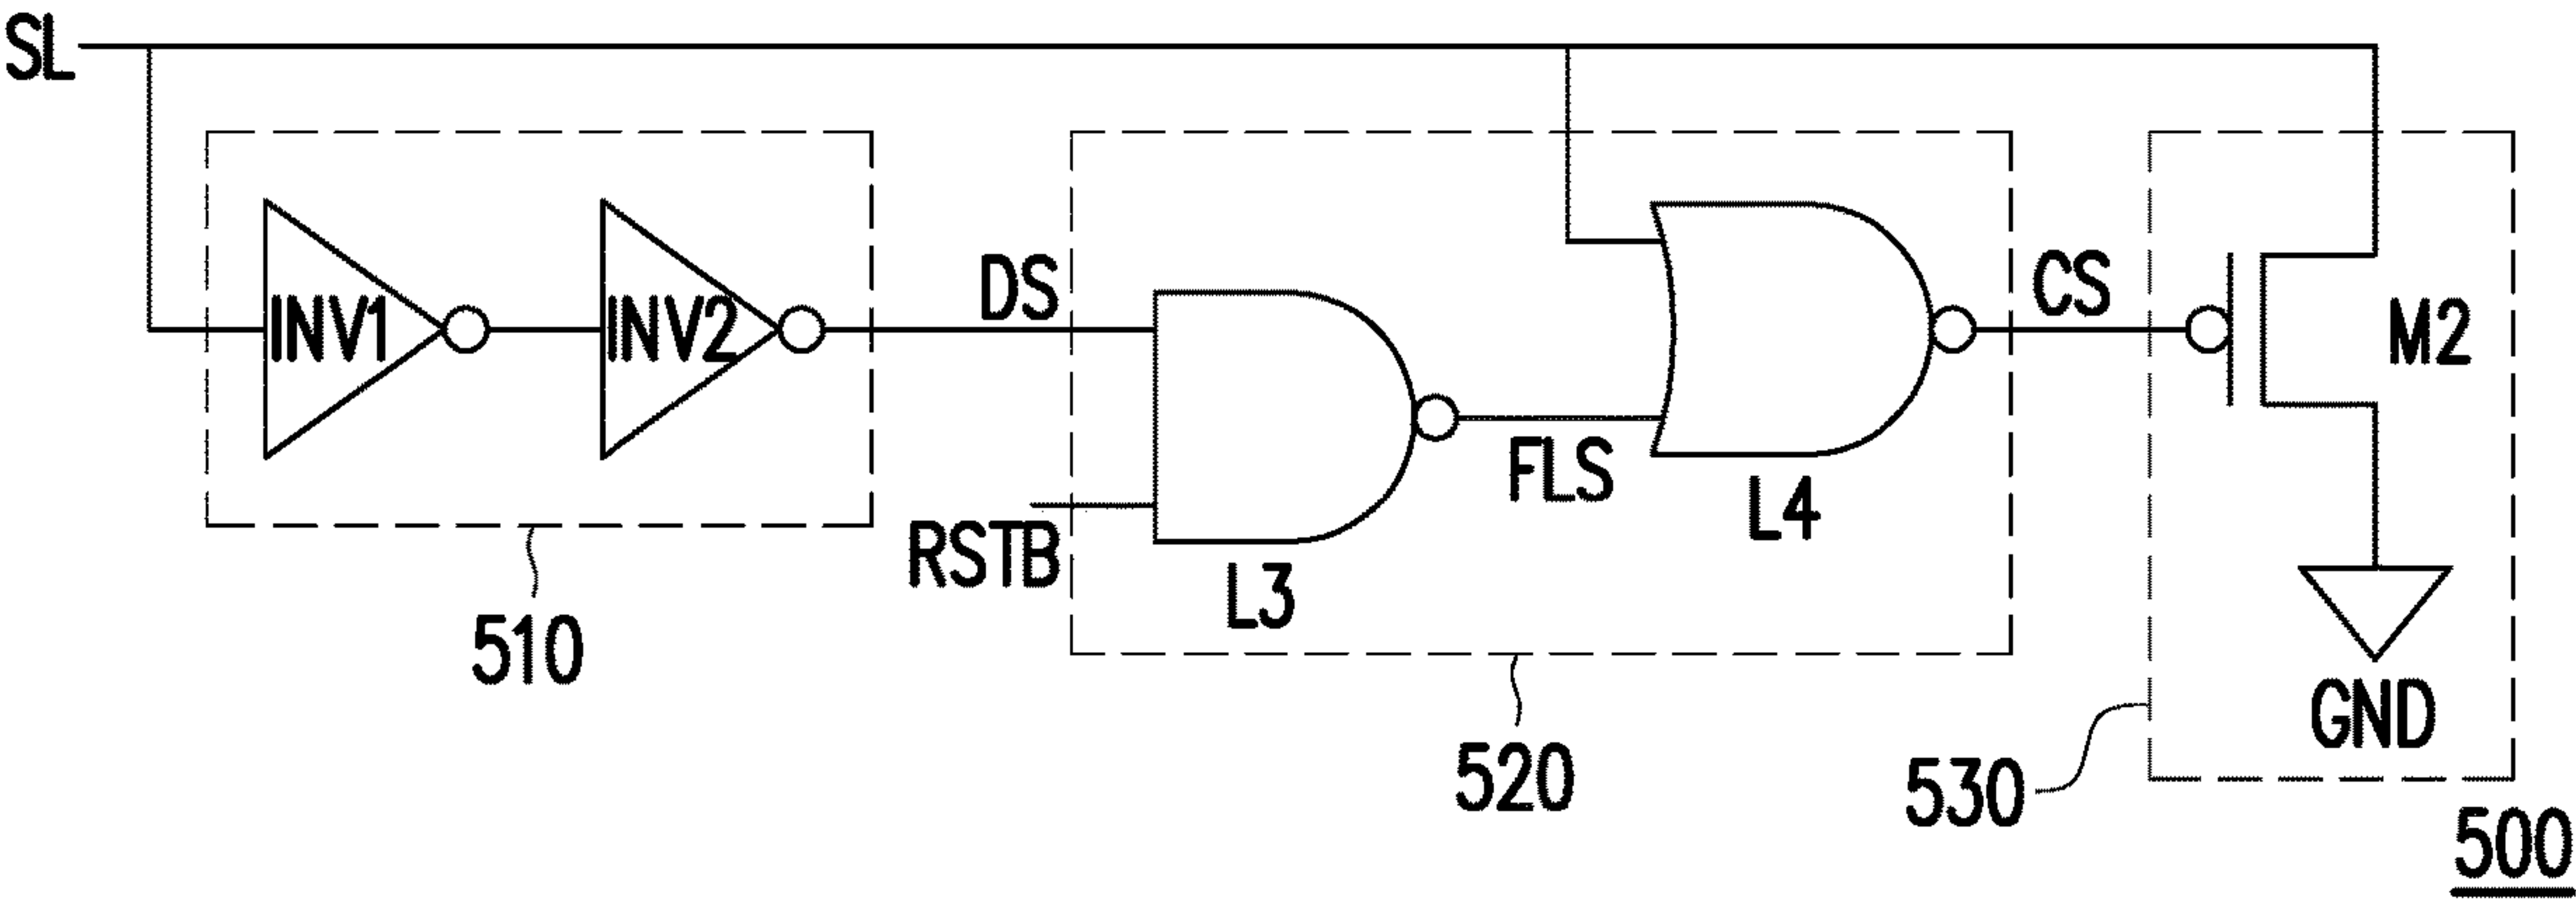 SL
INV1
INV2
DS
RSTB
L3
FLS
L4
CS
M2
GND
510
520
530
500